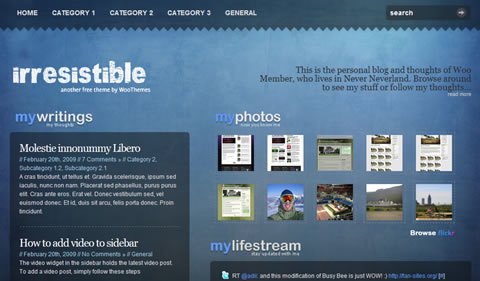 HOME CATEGORY 1 CATEGORY 2 CATEGORY 3 GENERAL search
irresistible
another free theme by WooThemes
This is the personal blog and thoughts of Woo
Member, who lives in Never Neverland. Browse around
to see my stuff or follow my thoughts...
read more
mywritings
my thoughts
Molestie innonummy Libero
// February 20th, 2009 // 7 Comments » // Category 2,
Subcategory 2.1
A cras tincidunt, ut tellus et. Gravida scelerisque, ipsum sed
iaculis, nunc non nam. Placerat sed phasellus, purus purus
elit. Cras ante eros. Erat vel. Donec vestibulum sed, vel
euismod donec. Et id, duis sil arcu, felis porta donec. Proin
tincidunt.
How to add video to sidebar
// February 20th, 2009 // No Comments » // General
The woo widget in the sidebar holds the latest video post.
To add a video post, simply follow these steps
myphotos
now you know me
Browse flickr
mylifestream
stay updated with me
RT @adii: and this modification of Busy Bee is just WOW! :) http://fan-sites.org/ [#]